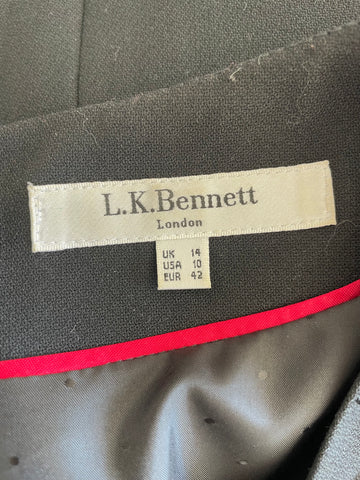 L.K.Bennett
London
UK 14
USA 10
EUR 42